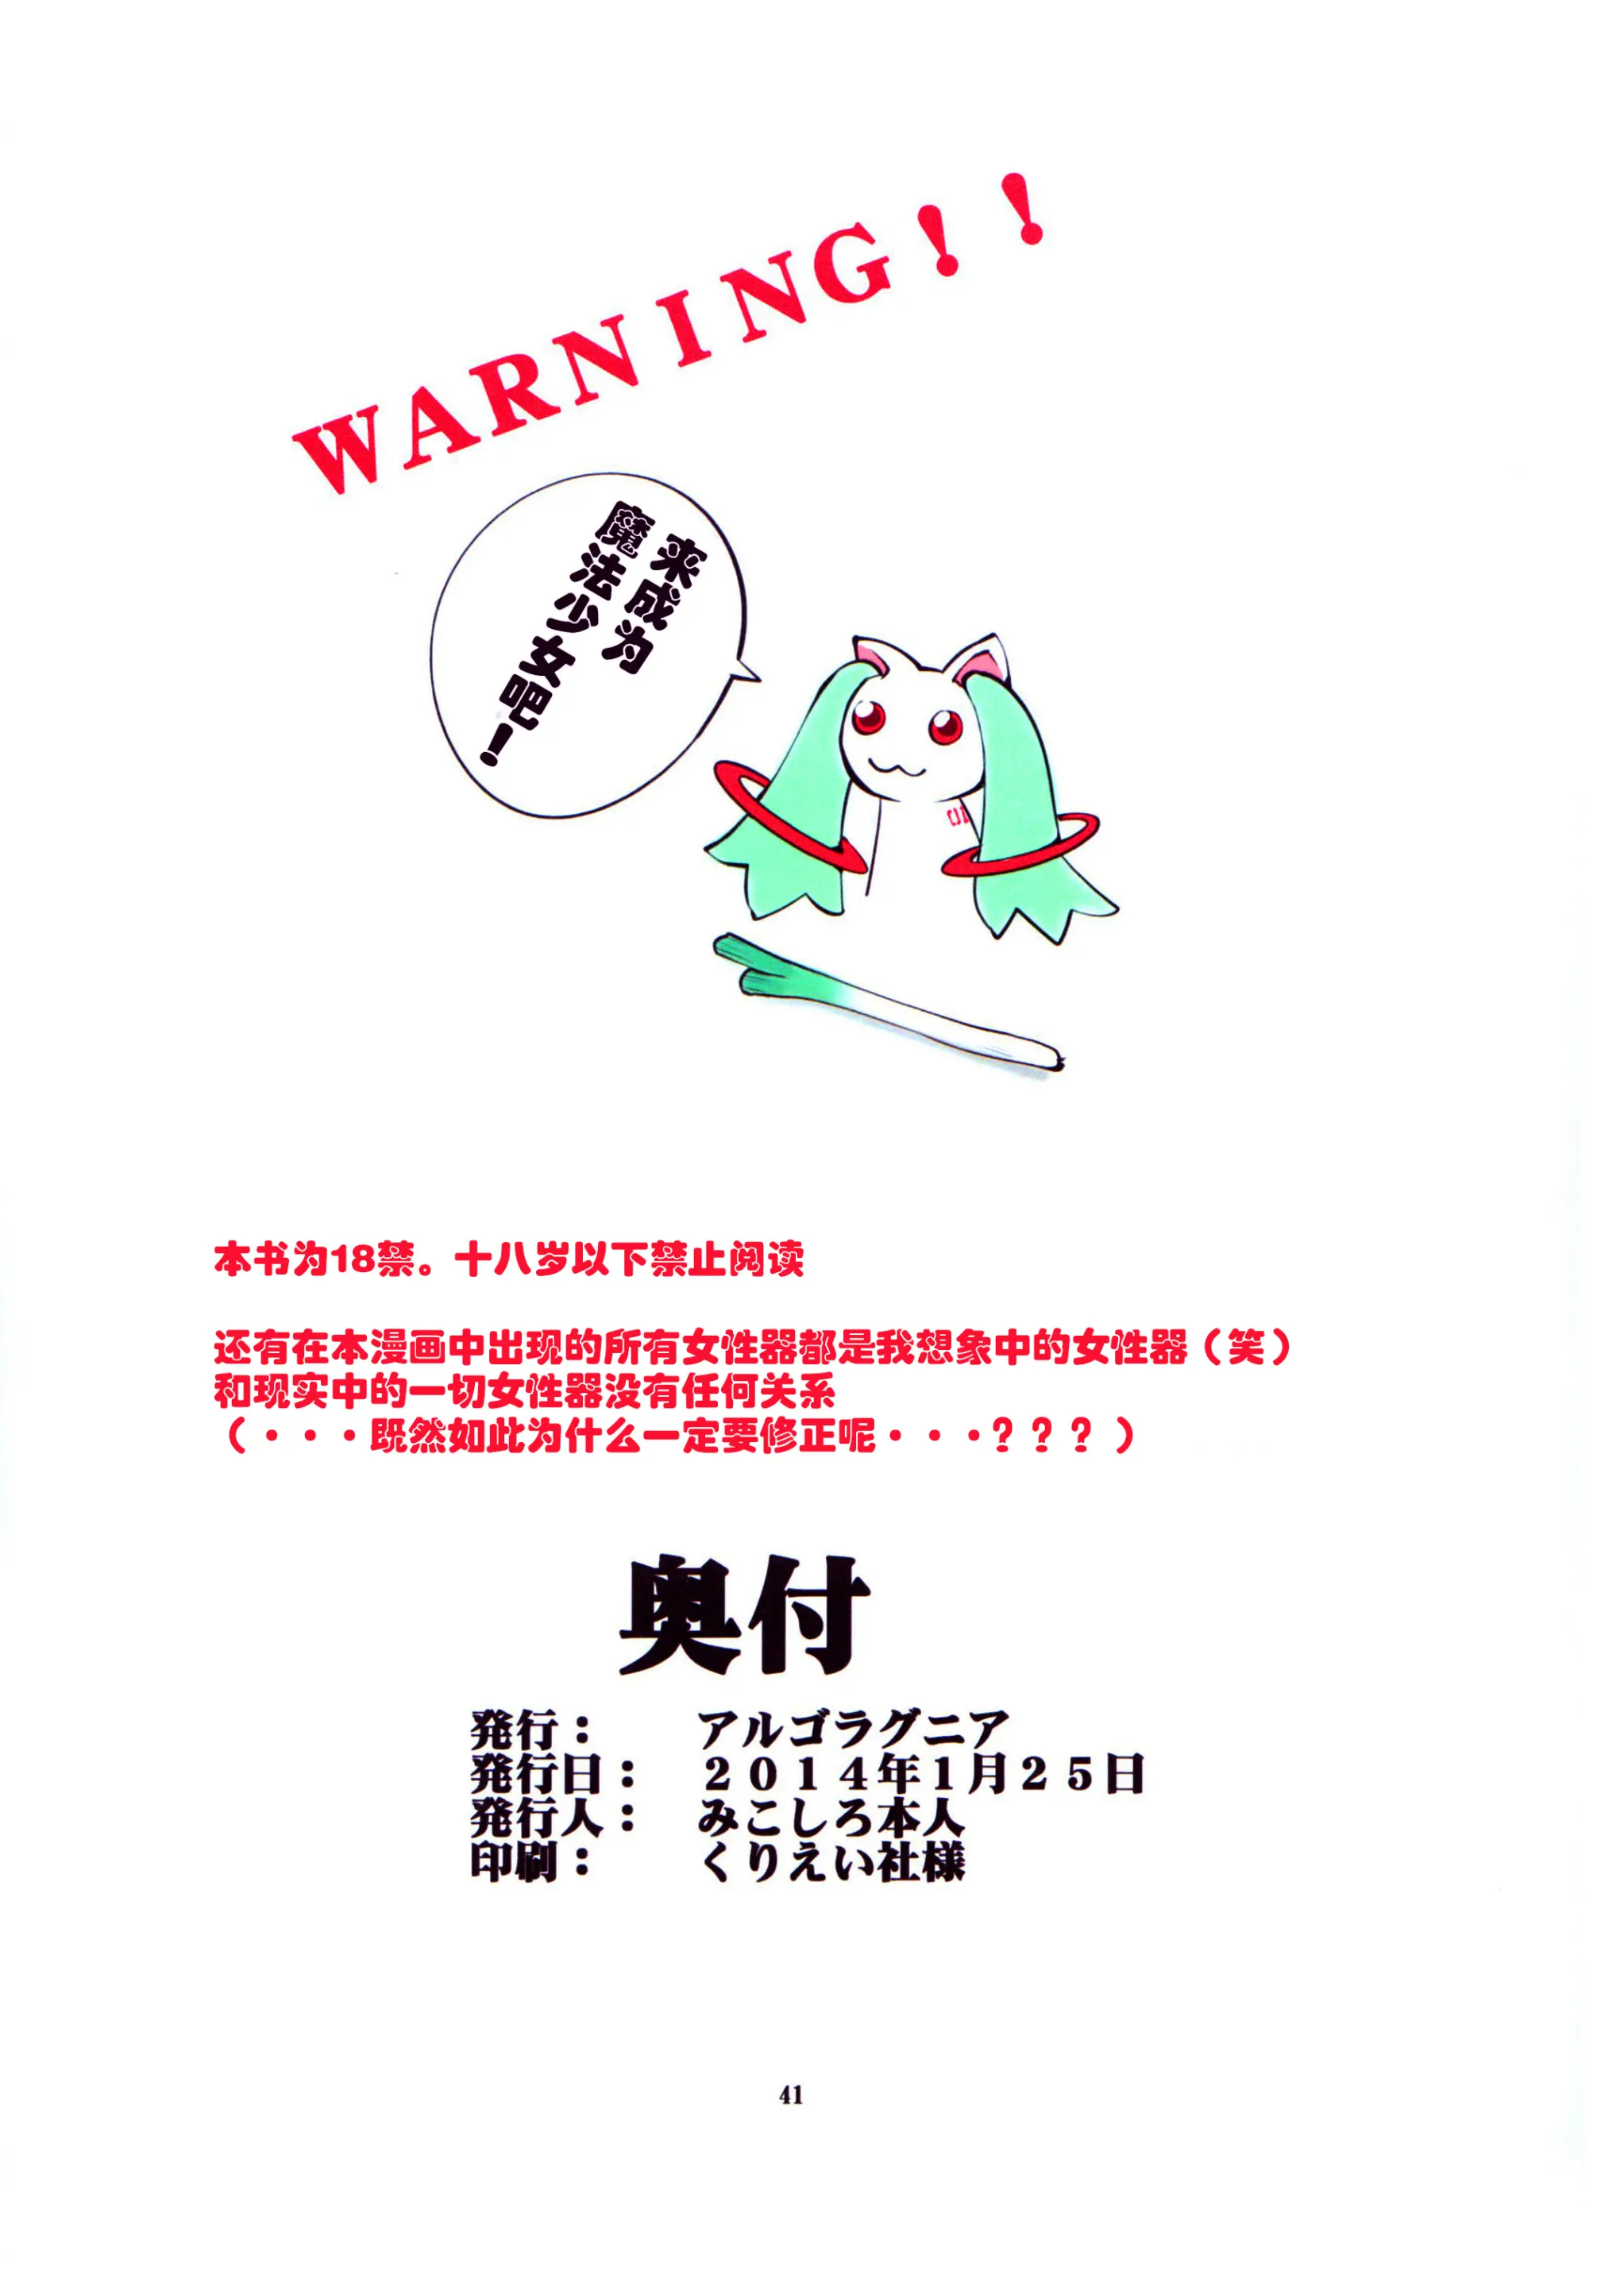 WARNING！！
来成为
魔法少女吧！
01
本书为18禁。十八岁以下禁止阅读
还有在本漫画中出现的所有女性器都是我想象中的女性器（笑）
和现实中的一切女性器没有任何关系
（・・・既然如此为什么一定要修正呢・・・？？？）
奥付
発行： アルゴラグニア
発行日： ２０１４年１月２５日
発行人： みこしろ本人
印刷： くりえい社様
41